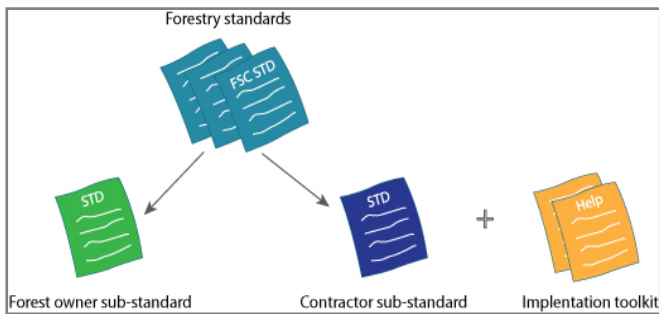 Forestry standards
FSC STD
STD
STD
Help
Forest owner sub-standard
Contractor sub-standard
Implentation toolkit